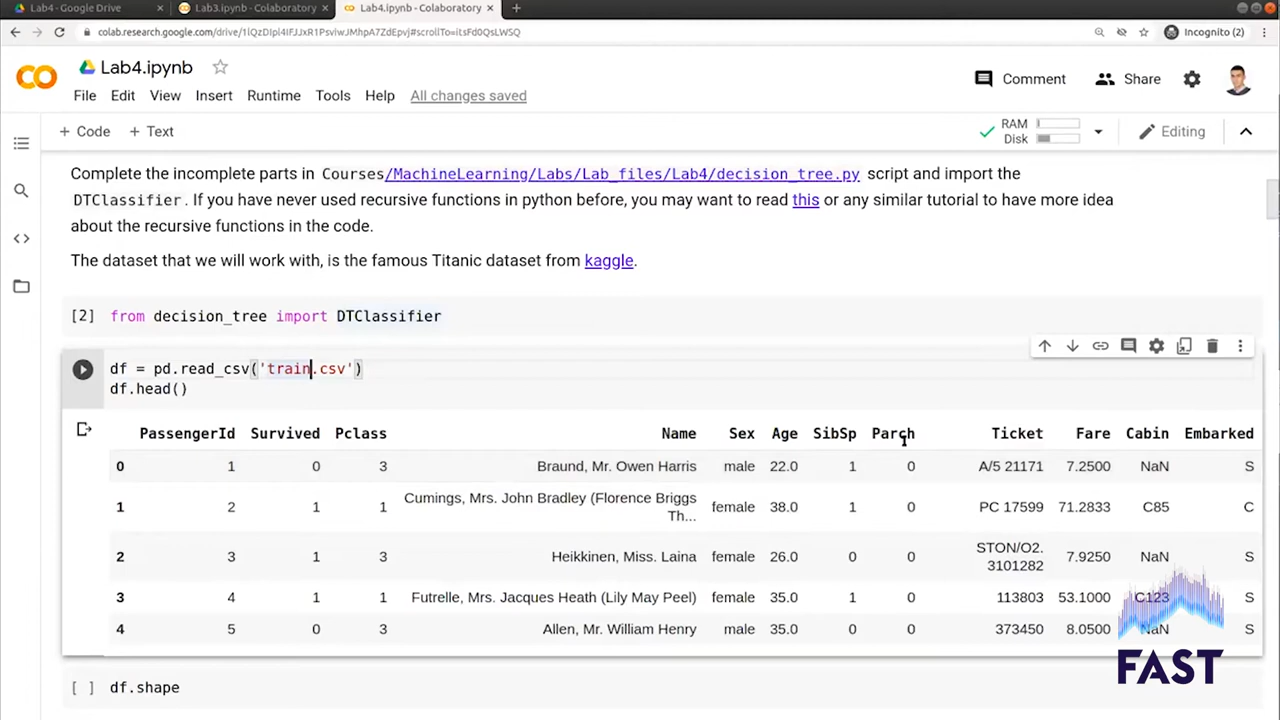 Lab4 - Google Drive
Lab3.ipynb - Colaboratory
Lab4.ipynb - Colaboratory
colab.research.google.com/drive/1lQzDIpl4IFJJxR1PsviwJMhpA7ZdEpvj#scrollTo=itsFd0QsLWSQ
Incognito (2)
Lab4.ipynb
Comment
Share
File Edit View Insert Runtime Tools Help All changes saved
+ Code + Text
RAM
Disk
Editing
Complete the incomplete parts in Courses/MachineLearning/Labs/Lab_files/Lab4/decision_tree.py script and import the
DTClassifier. If you have never used recursive functions in python before, you may want to read this or any similar tutorial to have more idea
about the recursive functions in the code.
The dataset that we will work with, is the famous Titanic dataset from kaggle.
[2] from decision_tree import DTClassifier
df = pd.read_csv('train.csv')
df.head()
PassengerId Survived Pclass Name Sex Age SibSp Parch Ticket Fare Cabin Embarked
0 1 0 3 Braund, Mr. Owen Harris male 22.0 1 0 A/5 21171 7.2500 NaN S
1 2 1 1 Cumings, Mrs. John Bradley (Florence Briggs Th... female 38.0 1 0 PC 17599 71.2833 C85 C
2 3 1 3 Heikkinen, Miss. Laina female 26.0 0 0 STON/O2. 3101282 7.9250 NaN S
3 4 1 1 Futrelle, Mrs. Jacques Heath (Lily May Peel) female 35.0 1 0 113803 53.1000 C123 S
4 5 0 3 Allen, Mr. William Henry male 35.0 0 0 373450 8.0500 NaN S
FAST
[ ] df.shape